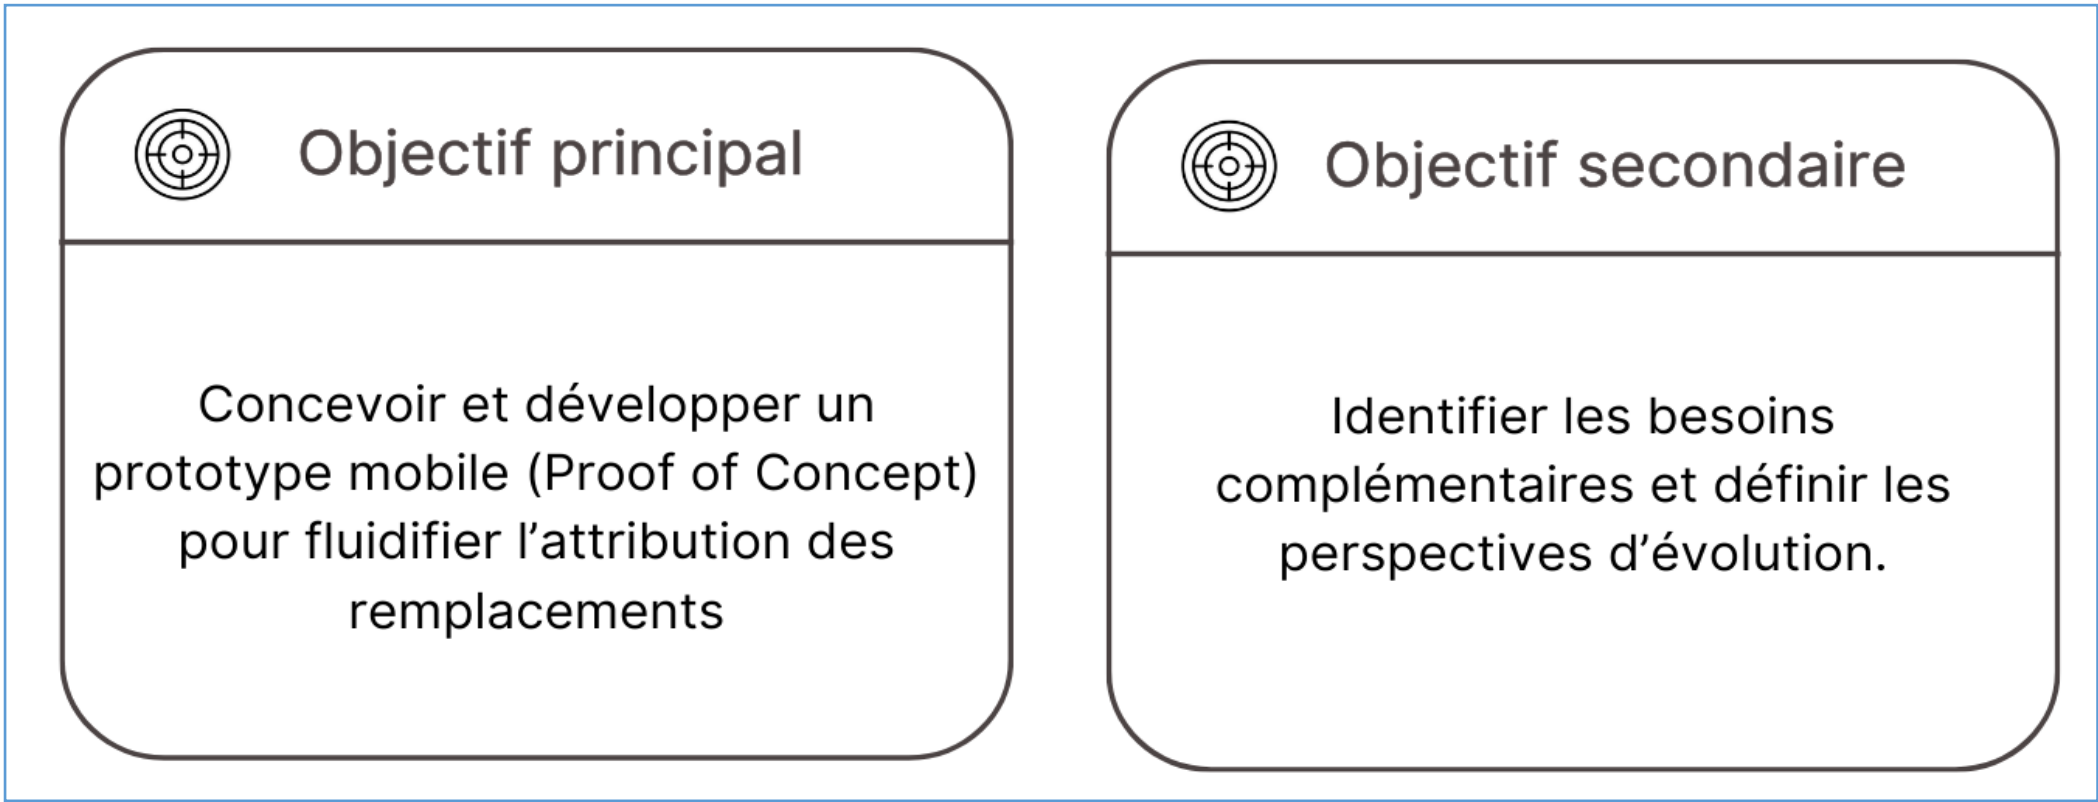 Objectif principal
Concevoir et développer un
prototype mobile (Proof of Concept)
pour fluidifier l’attribution des
remplacements
Objectif secondaire
Identifier les besoins
complémentaires et définir les
perspectives d’évolution.